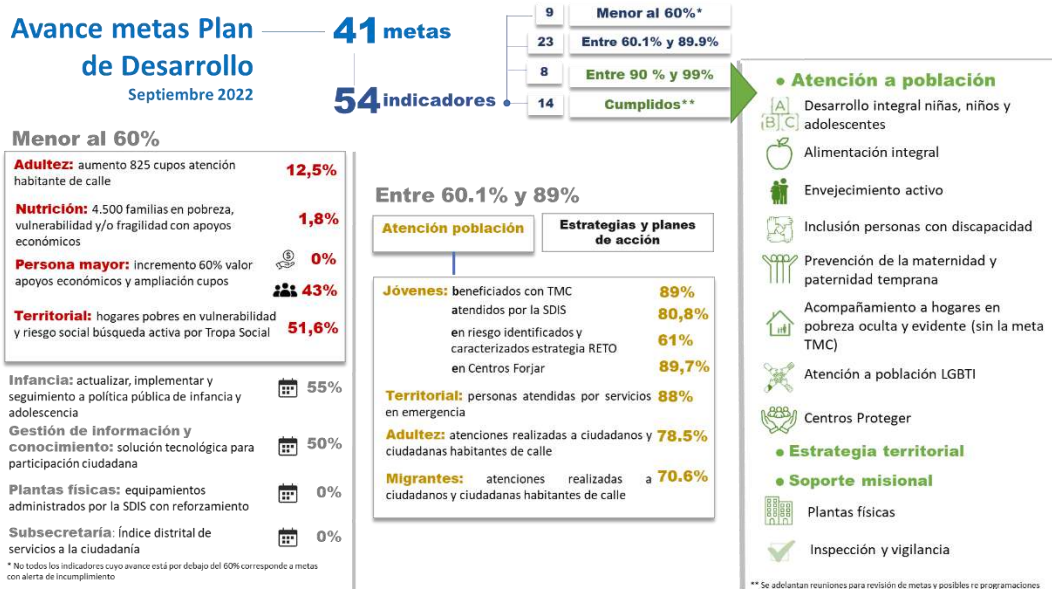 Avance metas Plan
de Desarrollo
Septiembre 2022
41 metas
54 indicadores
9 Menor al 60%*
23 Entre 60.1% y 89.9%
8 Entre 90 % y 99%
14 Cumplidos**
Menor al 60%
Adultez: aumento 825 cupos atención
habitante de calle
12,5%
Nutrición: 4.500 familias en pobreza,
vulnerabilidad y/o fragilidad con apoyos
económicos
1,8%
Persona mayor: incremento 60% valor
apoyos económicos y ampliación cupos
$ 0%
43%
Territorial: hogares pobres en vulnerabilidad
y riesgo social búsqueda activa por Tropa Social
51,6%
Infancia: actualizar, implementar y
seguimiento a política pública de infancia y
adolescencia
55%
Gestión de información y
conocimiento: solución tecnológica para
participación ciudadana
50%
Plantas físicas: equipamientos
administrados por la SDIS con reforzamiento
0%
Subsecretaría: Índice distrital de
servicios a la ciudadanía
0%
* No todos los indicadores cuyo avance está por debajo del 60% corresponde a metas
con alerta de incumplimiento
Entre 60.1% y 89%
Atención población
Estrategias y planes
de acción
Jóvenes: beneficiados con TMC 89%
atendidos por la SDIS 80,8%
en riesgo identificados y
caracterizados estrategia RETO
61%
en Centros Forjar 89,7%
Territorial: personas atendidas por servicios
en emergencia
88%
Adultez: atenciones realizadas a ciudadanos y
ciudadanas habitantes de calle
78.5%
Migrantes: atenciones realizadas a
ciudadanos y ciudadanas habitantes de calle
70.6%
• Atención a población
A
B C
Desarrollo integral niñas, niños y
adolescentes
Alimentación integral
Envejecimiento activo
Inclusión personas con discapacidad
Prevención de la maternidad y
paternidad temprana
Acompañamiento a hogares en
pobreza oculta y evidente (sin la meta
TMC)
Atención a población LGBTI
Centros Proteger
• Estrategia territorial
• Soporte misional
Plantas físicas
Inspección y vigilancia
** Se adelantan reuniones para revisión de metas y posibles re programaciones